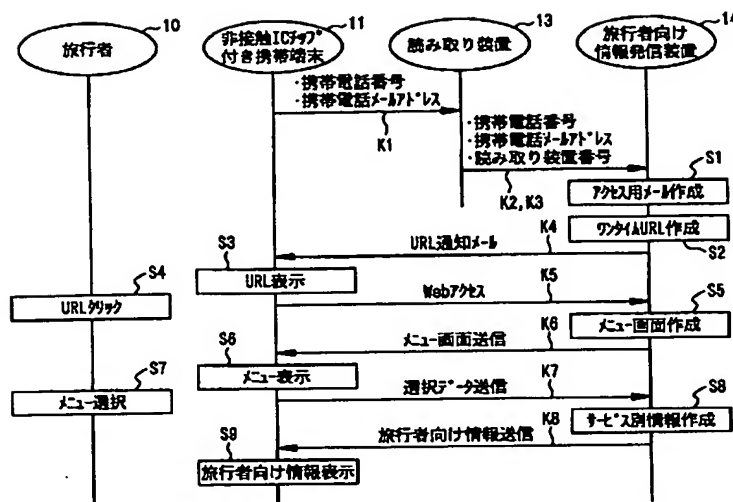 10
旅行者
11
非接触ICチップ
付き携帯端末
13
読み取り装置
14
旅行者向け
情報発信装置
・携帯電話番号
・携帯電話メールアドレス
K1
・携帯電話番号
・携帯電話メールアドレス
・読み取り装置番号
K2, K3
S1
アクセス用メール作成
ワンタイムURL作成
S2
K4
URL通知メール
S3
URL表示
S4
URLクリック
K5
Webアクセス
S5
メニュー画面作成
K6
メニュー画面送信
S6
メニュー表示
S7
メニュー選択
K7
選択データ送信
S8
サービス別情報作成
K8
旅行者向け情報送信
S9
旅行者向け情報表示